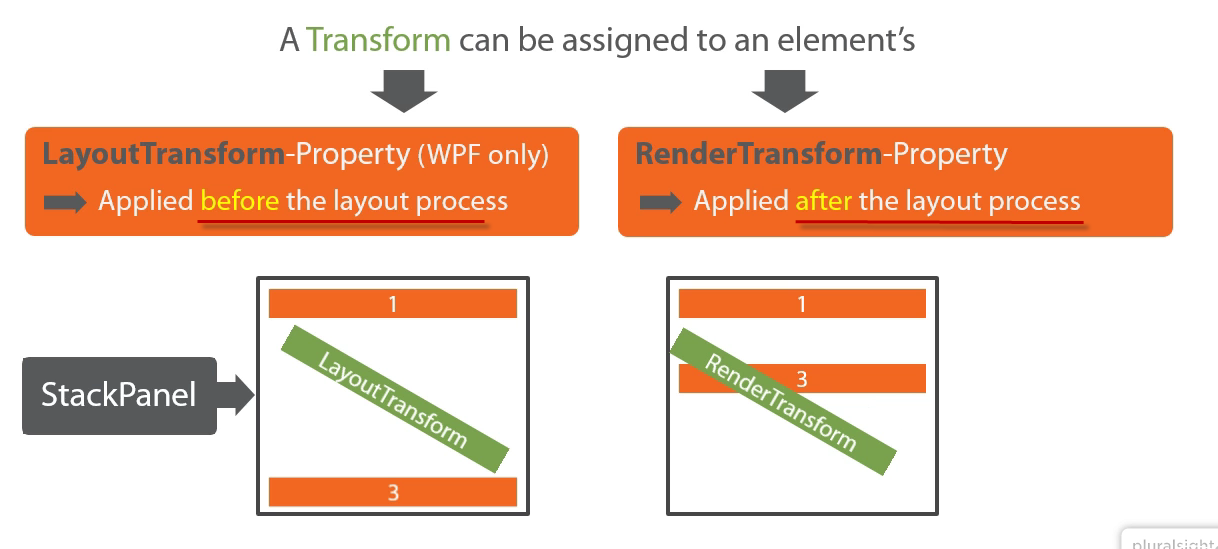 A Transform can be assigned to an element's
LayoutTransform-Property (WPF only)
Applied before the layout process
RenderTransform-Property
Applied after the layout process
StackPanel
1
LayoutTransform
3
1
RenderTransform
3
pluralsight